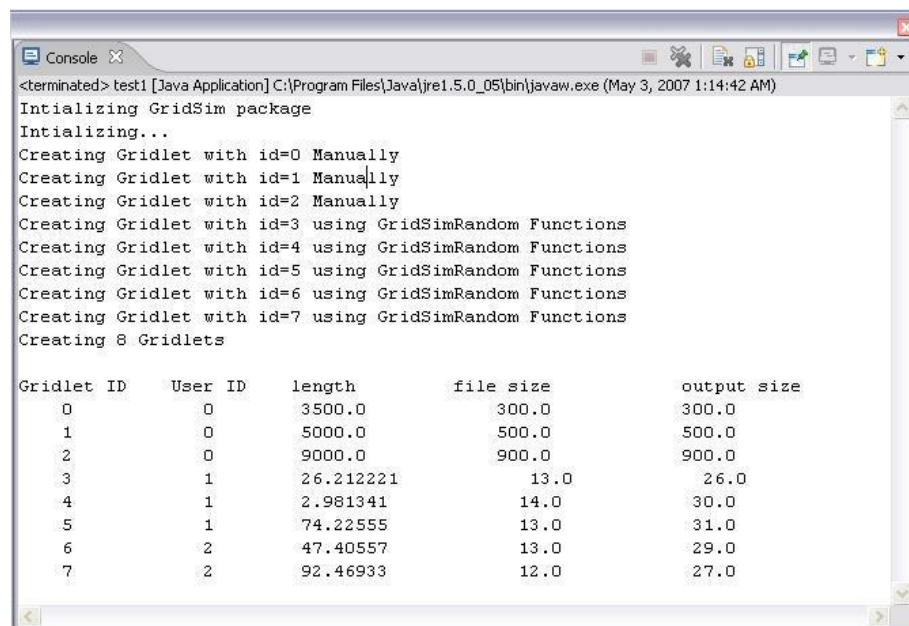 Console
<terminated> test1 [Java Application] C:\Program Files\Java\jre1.5.0_05\bin\javaw.exe (May 3, 2007 1:14:42 AM)
Intializing GridSim package
Intializing...
Creating Gridlet with id=0 Manually
Creating Gridlet with id=1 Manually
Creating Gridlet with id=2 Manually
Creating Gridlet with id=3 using GridSimRandom Functions
Creating Gridlet with id=4 using GridSimRandom Functions
Creating Gridlet with id=5 using GridSimRandom Functions
Creating Gridlet with id=6 using GridSimRandom Functions
Creating Gridlet with id=7 using GridSimRandom Functions
Creating 8 Gridlets
Gridlet ID User ID length file size output size
0 0 3500.0 300.0 300.0
1 0 5000.0 500.0 500.0
2 0 9000.0 900.0 900.0
3 1 26.212221 13.0 26.0
4 1 2.981341 14.0 30.0
5 1 74.22555 13.0 31.0
6 2 47.40557 13.0 29.0
7 2 92.46933 12.0 27.0